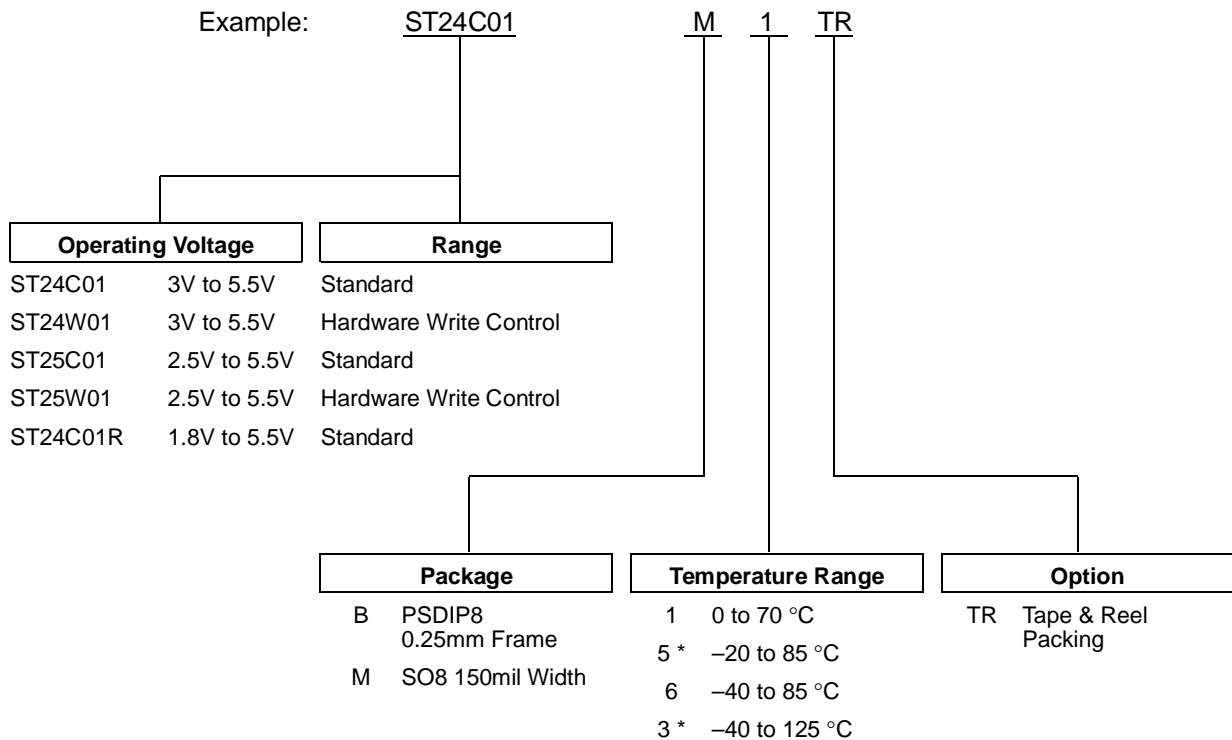 Example: ST24C01 M 1 TR
Operating Voltage Range
ST24C01 3V to 5.5V Standard
ST24W01 3V to 5.5V Hardware Write Control
ST25C01 2.5V to 5.5V Standard
ST25W01 2.5V to 5.5V Hardware Write Control
ST24C01R 1.8V to 5.5V Standard
Package
B PSDIP8
0.25mm Frame
M SO8 150mil Width
Temperature Range
1 0 to 70 °C
5 * –20 to 85 °C
6 –40 to 85 °C
3 * –40 to 125 °C
Option
TR Tape & Reel
Packing